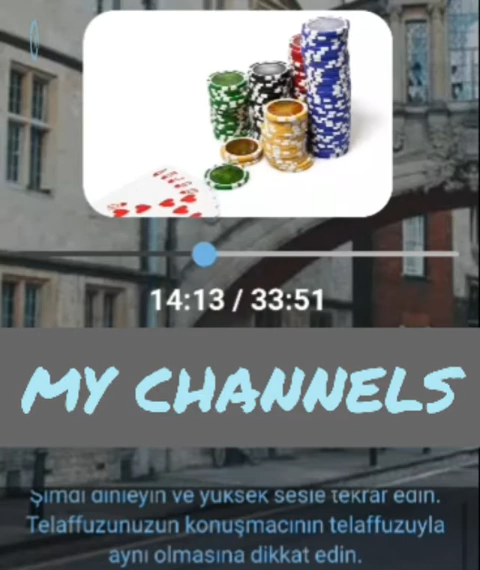 14:13 / 33:51
MY CHANNELS
Şimdi dinleyin ve yüksek sesle tekrar edin.
Telaffuzunuzun konuşmacının telaffuzuyla
aynı olmasına dikkat edin.